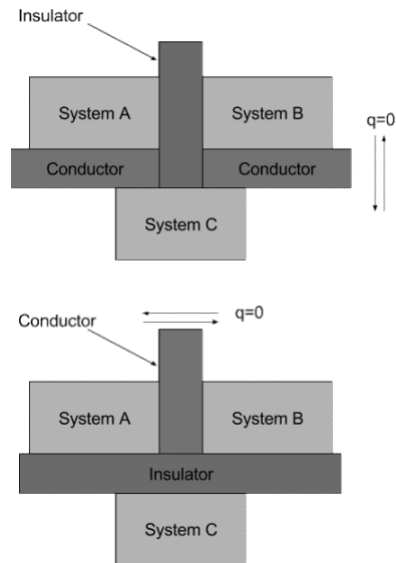 Insulator
System A
System B
q=0
Conductor
Conductor
System C
q=0
Conductor
System A
System B
Insulator
System C